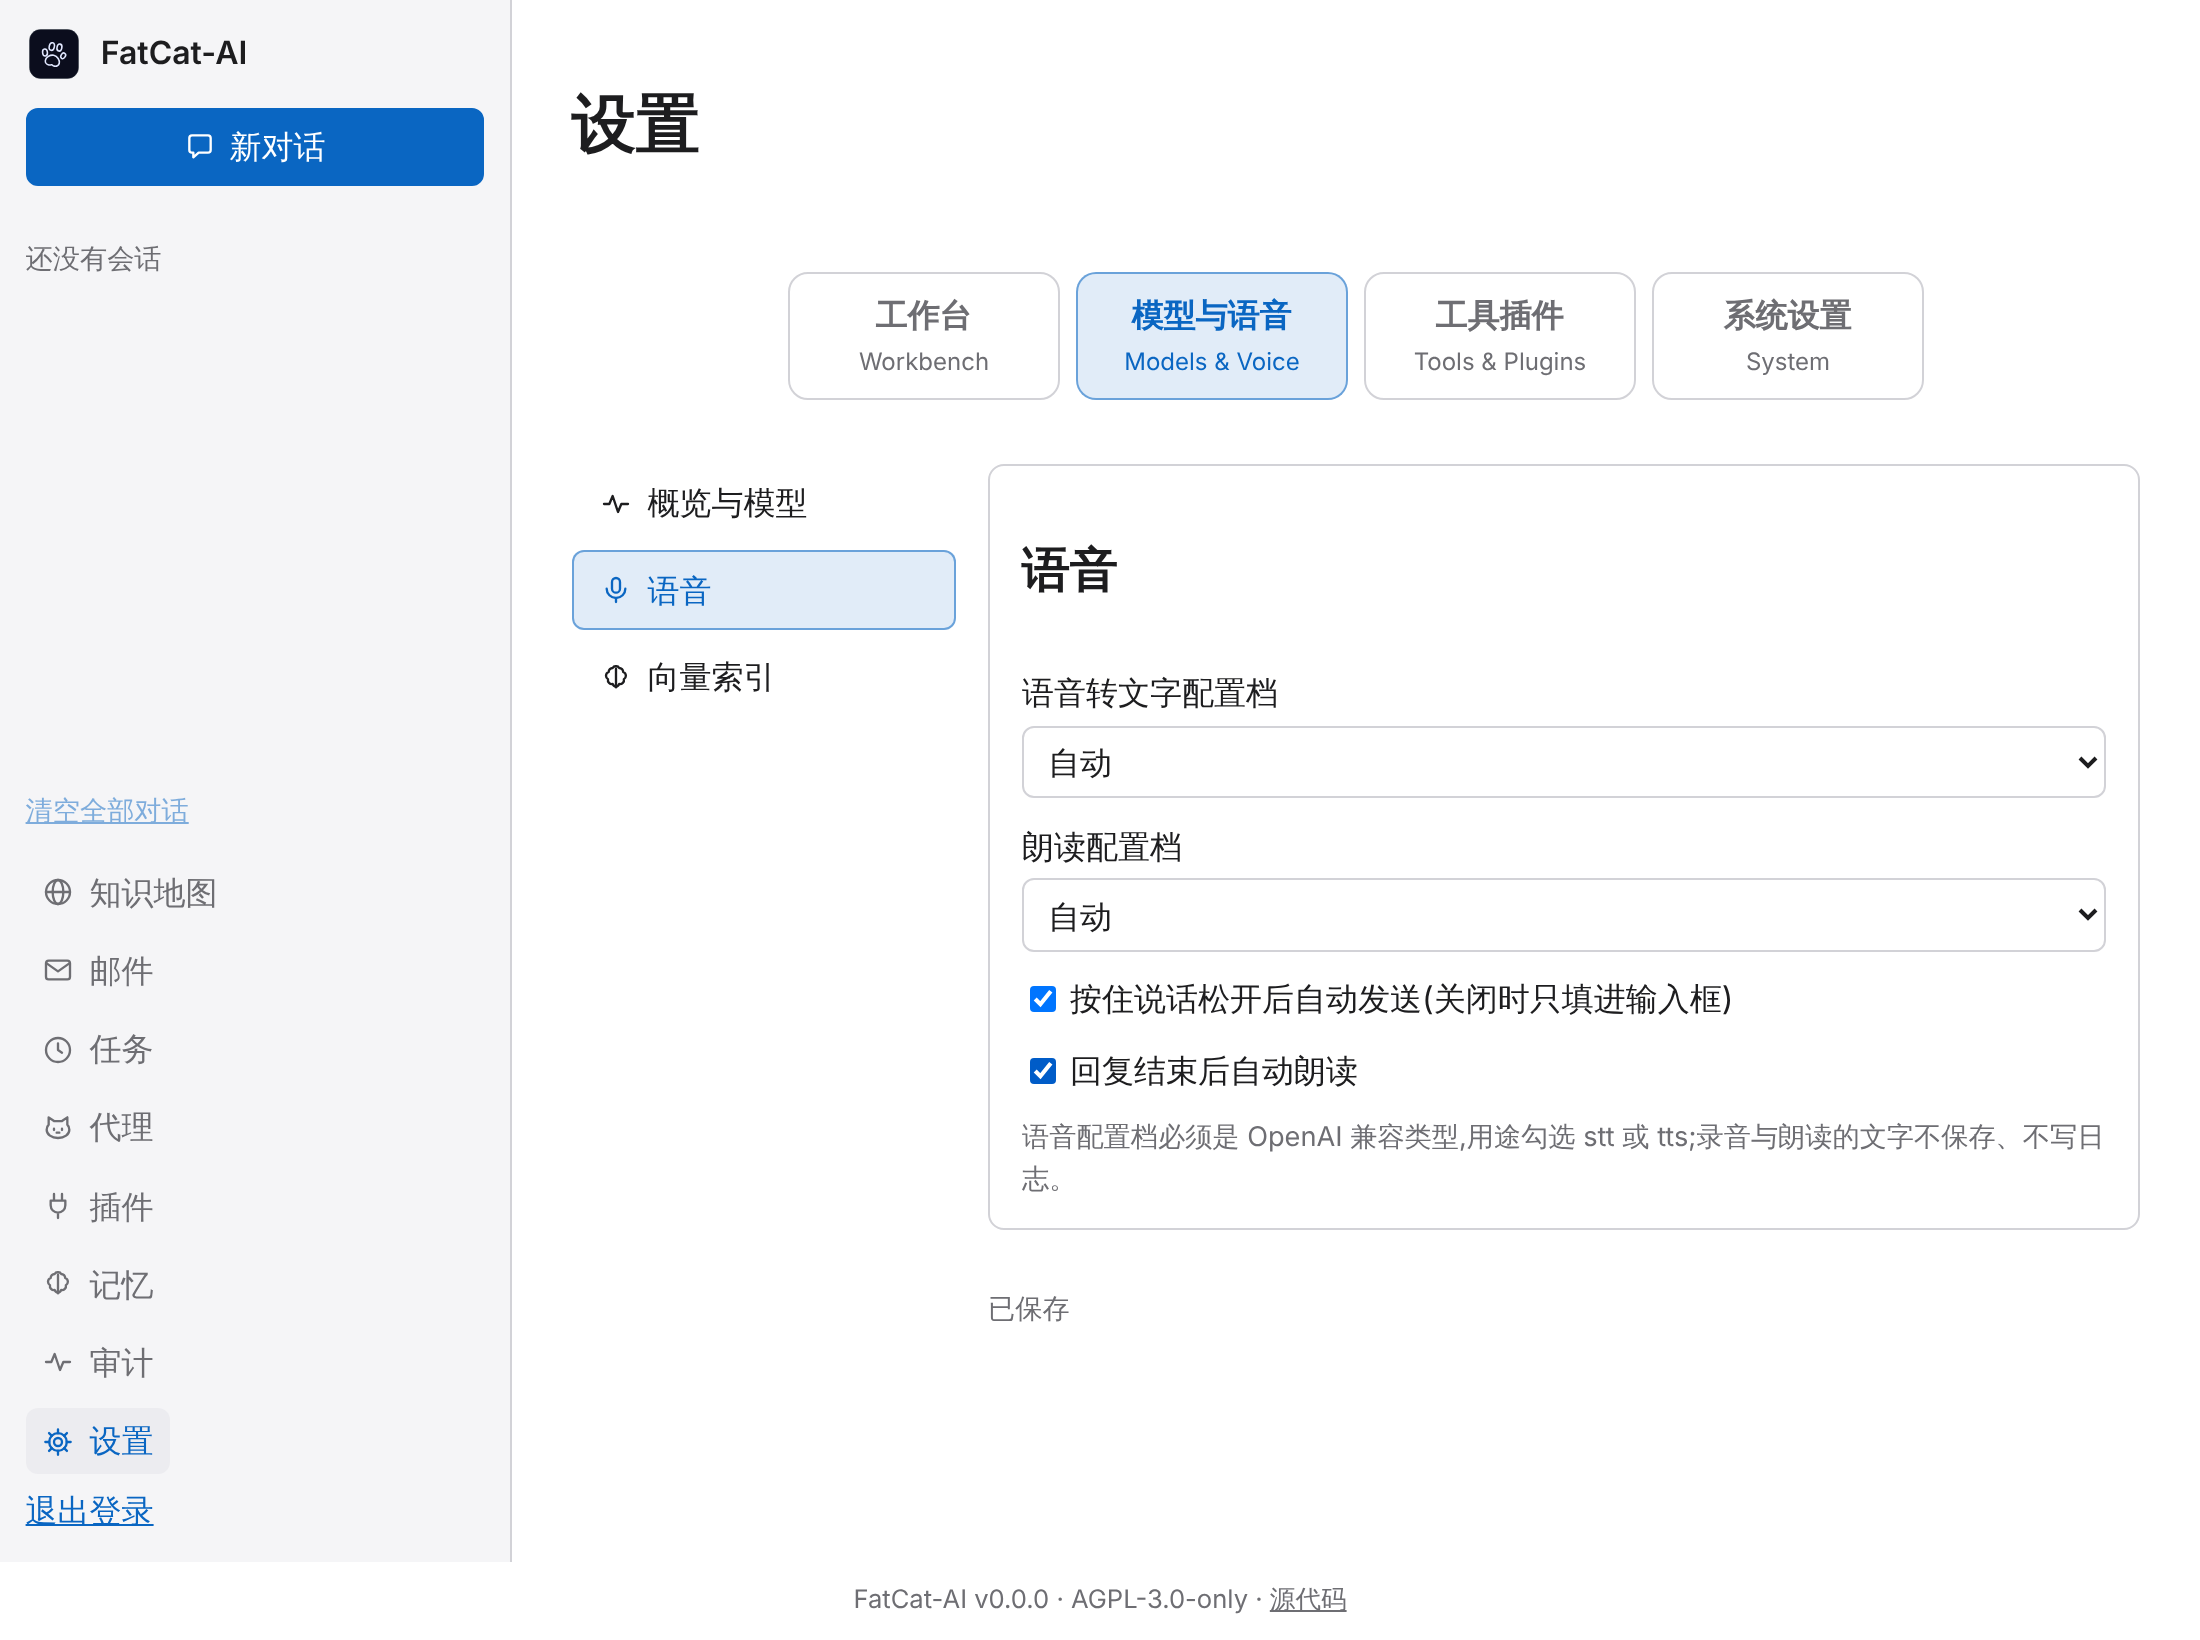 FatCat-AI
新对话
还没有会话
清空全部对话
知识地图
邮件
任务
代理
插件
记忆
审计
设置
退出登录
设置
工作台
Workbench
模型与语音
Models & Voice
工具插件
Tools & Plugins
系统设置
System
概览与模型
语音
向量索引
语音
语音转文字配置档
自动
朗读配置档
自动
按住说话松开后自动发送(关闭时只填进输入框)
回复结束后自动朗读
语音配置档必须是 OpenAI 兼容类型,用途勾选 stt 或 tts;录音与朗读的文字不保存、不写日
志。
已保存
FatCat-AI v0.0.0 · AGPL-3.0-only · 源代码